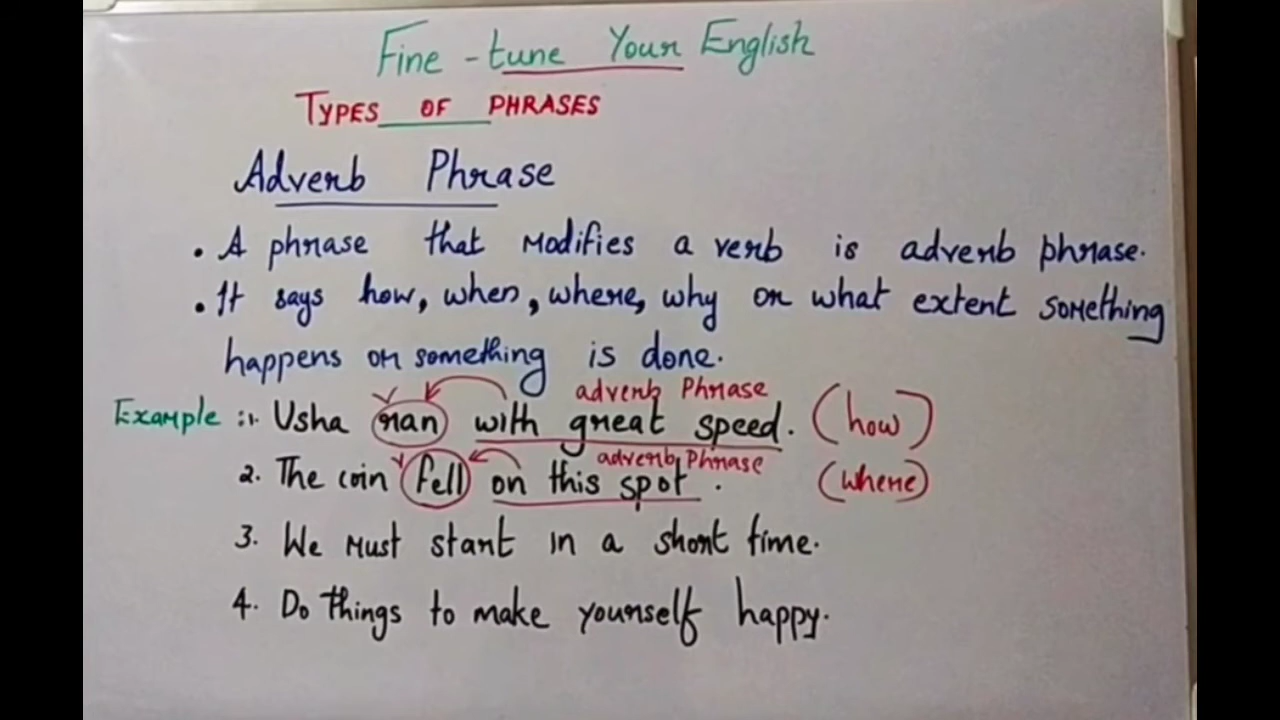 Fine-tune Your English
TYPES OF PHRASES
Adverb Phrase
• A phrase that modifies a verb is adverb phrase.
• It says how, when, where, why or what extent something
happens or something is done.
adverb Phrase
Example :1. Usha ran with great speed. (how)
adverb Phrase
2. The coin fell on this spot. (where)
3. We must start in a short time.
4. Do things to make yourself happy.